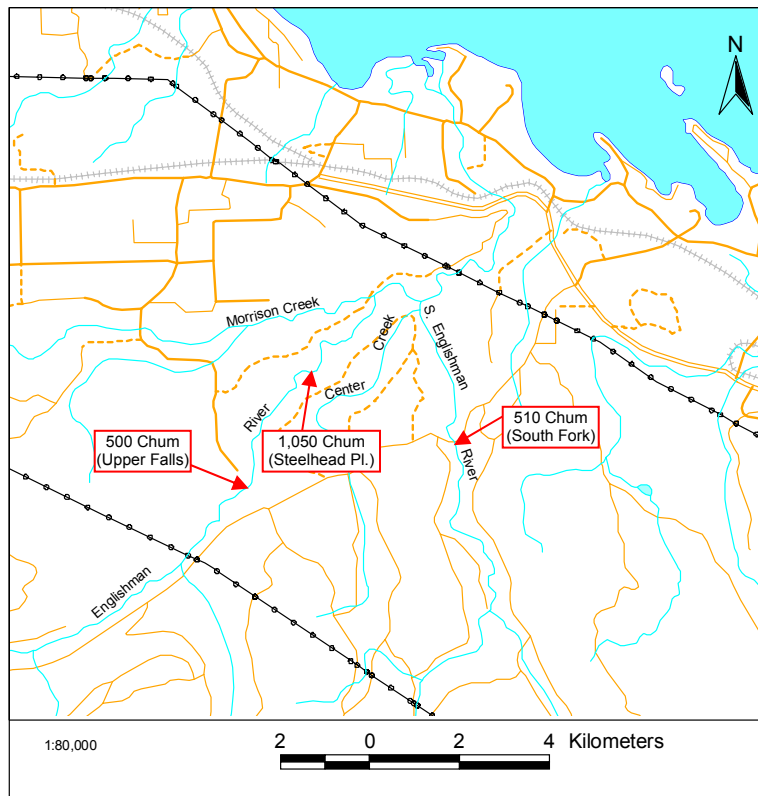 N
Morrison Creek
S. Englishman
River
Creek
Center
River
Englishman
500 Chum
(Upper Falls)
1,050 Chum
(Steelhead Pl.)
510 Chum
(South Fork)
1:80,000
2 0 2 4 Kilometers